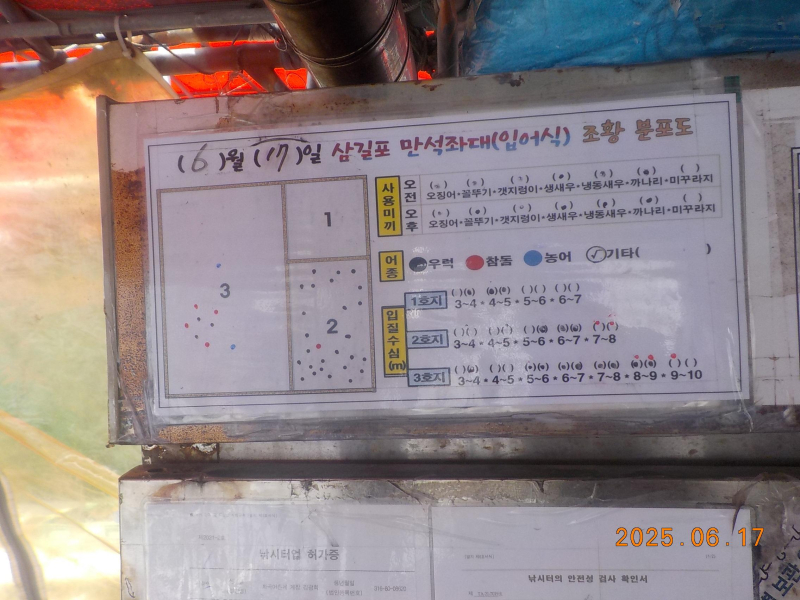 ( 6 )월 ( 17 )일 삼길포 만석좌대(입어식) 조황 분포도
1
3
2
사용미끼
오전
오징어•꼴뚜기•갯지렁이•생새우•냉동새우•까나리•미꾸라지
오후
오징어•꼴뚜기•갯지렁이•생새우•냉동새우•까나리•미꾸라지
어종
우럭 참돔 농어 기타( )
입질수심(m)
1호지
3~4 • 4~5 • 5~6 • 6~7
2호지
3~4 • 4~5 • 5~6 • 6~7 • 7~8
3호지
3~4 • 4~5 • 5~6 • 6~7 • 7~8 • 8~9 • 9~10
낚시터업 허가증
낚시터의 안전성 검사 확인서
2025.06.17